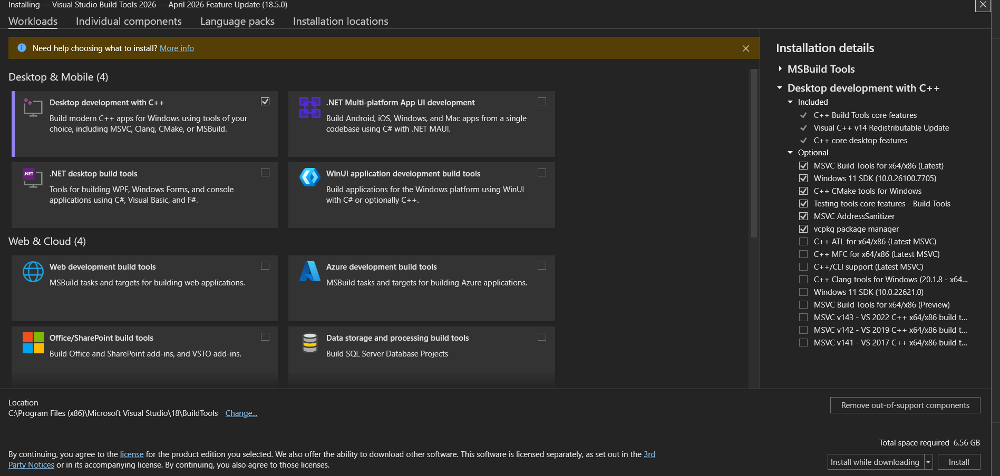 Installing — Visual Studio Build Tools 2026 — April 2026 Feature Update (18.5.0)
Workloads
Individual components
Language packs
Installation locations
Need help choosing what to install? More info
Desktop & Mobile (4)
Desktop development with C++
Build modern C++ apps for Windows using tools of your
choice, including MSVC, Clang, CMake, or MSBuild.
.NET Multi-platform App UI development
Build Android, iOS, Windows, and Mac apps from a single
codebase using C# with .NET MAUI.
.NET
.NET desktop build tools
Tools for building WPF, Windows Forms, and console
applications using C#, Visual Basic, and F#.
WinUI application development build tools
Build applications for the Windows platform using WinUI
with C# or optionally C++.
Web & Cloud (4)
Web development build tools
MSBuild tasks and targets for building web applications.
Azure development build tools
MSBuild tasks and targets for building Azure applications.
Office/SharePoint build tools
Build Office and SharePoint add-ins, and VSTO add-ins.
Data storage and processing build tools
Build SQL Server Database Projects
Installation details
MSBuild Tools
Desktop development with C++
Included
C++ Build Tools core features
Visual C++ v14 Redistributable Update
C++ core desktop features
Optional
MSVC Build Tools for x64/x86 (Latest)
Windows 11 SDK (10.0.26100.7705)
C++ CMake tools for Windows
Testing tools core features - Build Tools
MSVC AddressSanitizer
vcpkg package manager
C++ ATL for x64/x86 (Latest MSVC)
C++ MFC for x64/x86 (Latest MSVC)
C++/CLI support (Latest MSVC)
C++ Clang tools for Windows (20.1.8 - x64...
Windows 11 SDK (10.0.22621.0)
MSVC Build Tools for x64/x86 (Preview)
MSVC v143 - VS 2022 C++ x64/x86 build t...
MSVC v142 - VS 2019 C++ x64/x86 build t...
MSVC v141 - VS 2017 C++ x64/x86 build t...
Location
C:\Program Files (x86)\Microsoft Visual Studio\18\BuildTools Change...
Remove out-of-support components
Total space required 6.56 GB
By continuing, you agree to the license for the product edition you selected. We also offer the ability to download other software. This software is licensed separately, as set out in the 3rd
Party Notices or in its accompanying license. By continuing, you also agree to those licenses.
Install while downloading
Install